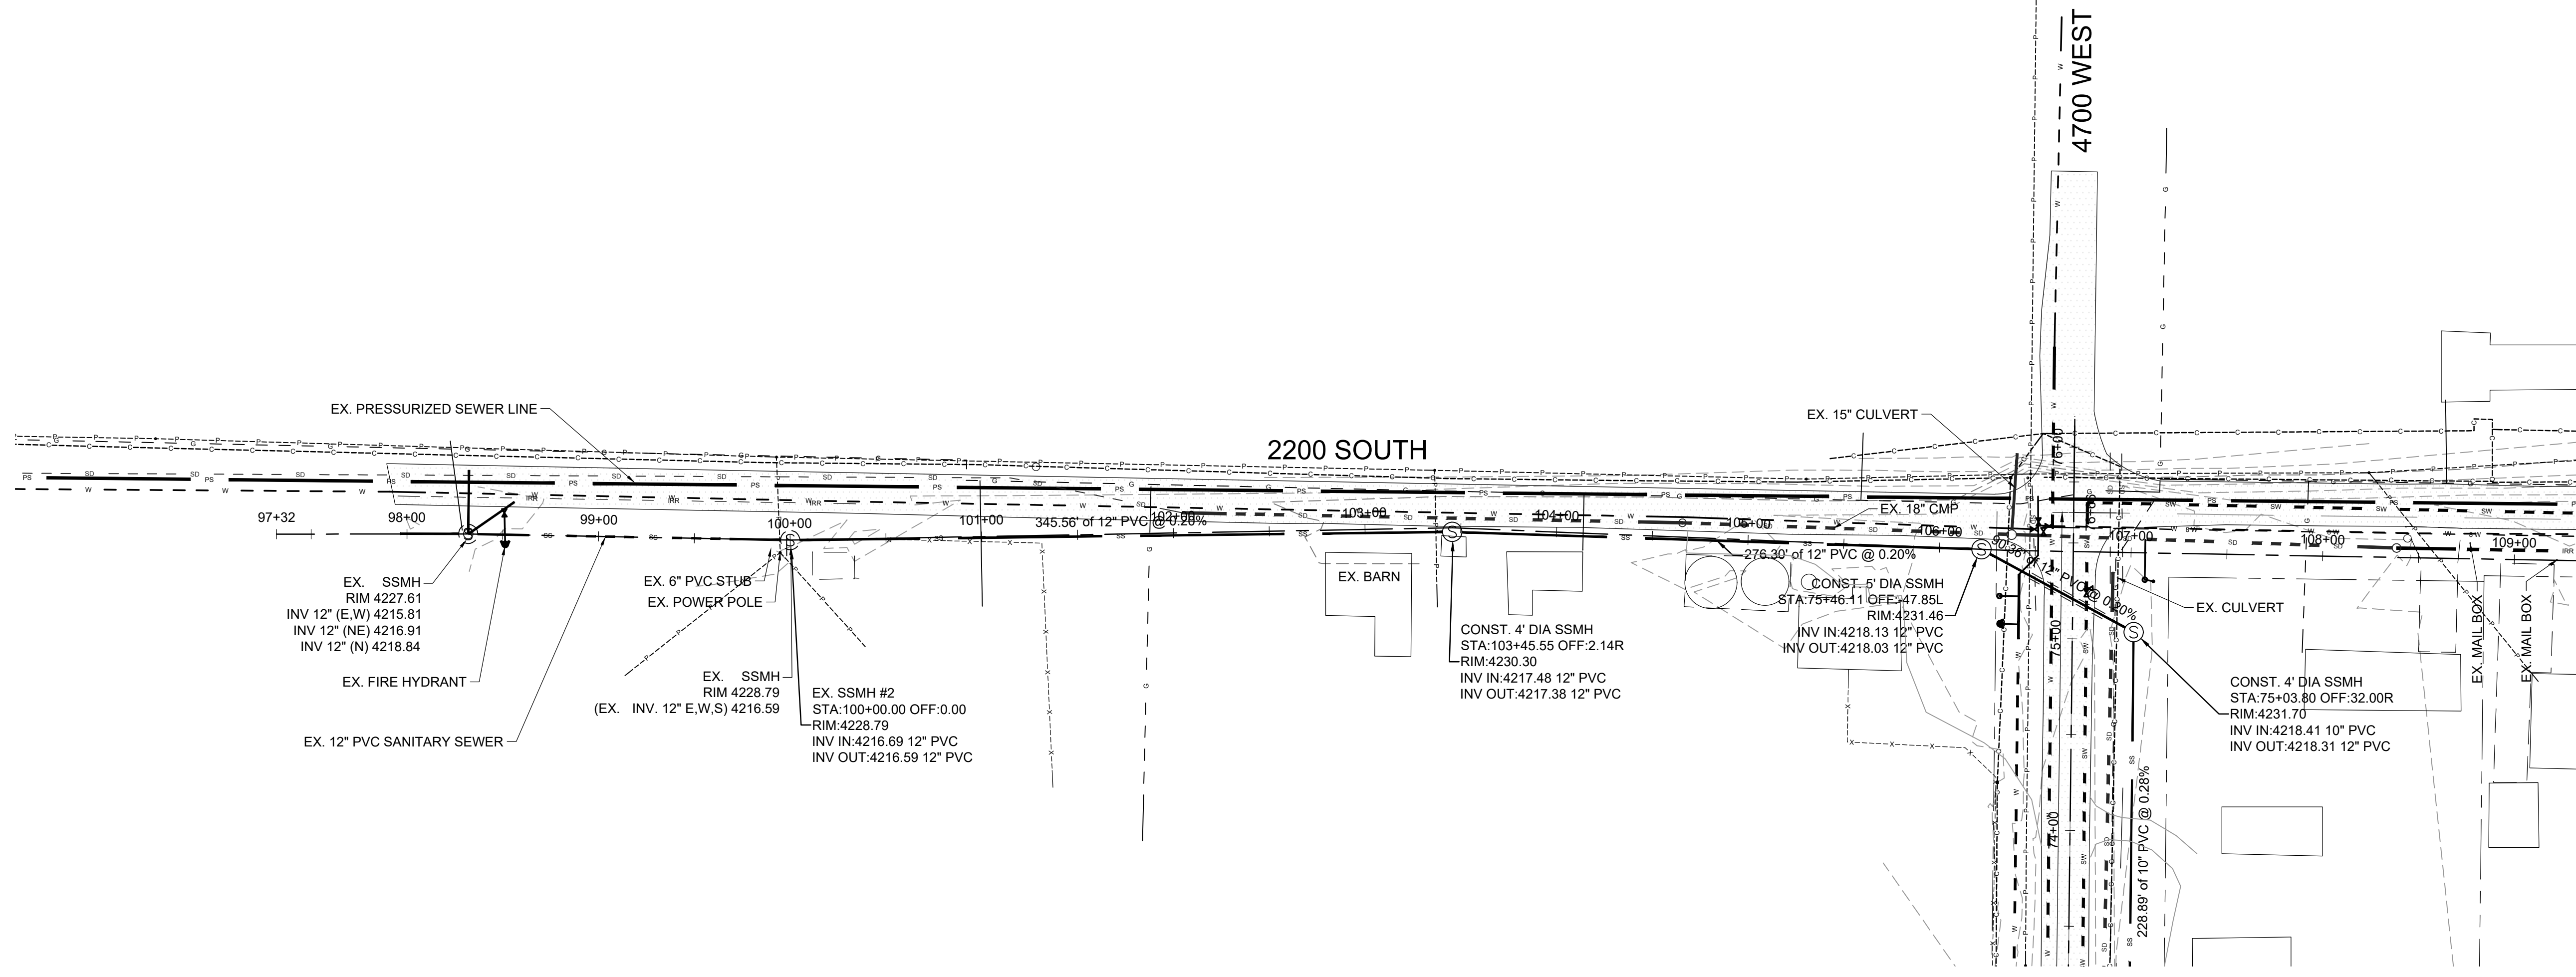 4700 WEST
2200 SOUTH
EX. PRESSURIZED SEWER LINE
EX. 15" CULVERT
EX. 18" CMP
97+32
98+00
99+00
100+00
101+00
102+00
103+00
104+00
105+00
106+00
107+00
108+00
109+00
76+00
75+00
74+00
345.56' of 12" PVC @ 0.20%
276.30' of 12" PVC @ 0.20%
90.36' of 12" PVC @ 0.20%
228.89' of 10" PVC @ 0.28%
EX. SSMH
RIM 4227.61
INV 12" (E,W) 4215.81
INV 12" (NE) 4216.91
INV 12" (N) 4218.84
EX. FIRE HYDRANT
EX. 12" PVC SANITARY SEWER
EX. 6" PVC STUB
EX. POWER POLE
EX. SSMH
RIM 4228.79
(EX. INV. 12" E,W,S) 4216.59
EX. SSMH #2
STA:100+00.00 OFF:0.00
RIM:4228.79
INV IN:4216.69 12" PVC
INV OUT:4216.59 12" PVC
EX. BARN
CONST. 4' DIA SSMH
STA:103+45.55 OFF:2.14R
RIM:4230.30
INV IN:4217.48 12" PVC
INV OUT:4217.38 12" PVC
CONST. 5' DIA SSMH
STA:75+46.11 OFF:-47.85L
RIM:4231.46
INV IN:4218.13 12" PVC
INV OUT:4218.03 12" PVC
EX. CULVERT
CONST. 4' DIA SSMH
STA:75+03.80 OFF:32.00R
RIM:4231.70
INV IN:4218.41 10" PVC
INV OUT:4218.31 12" PVC
EX. MAIL BOX
EX. MAIL BOX